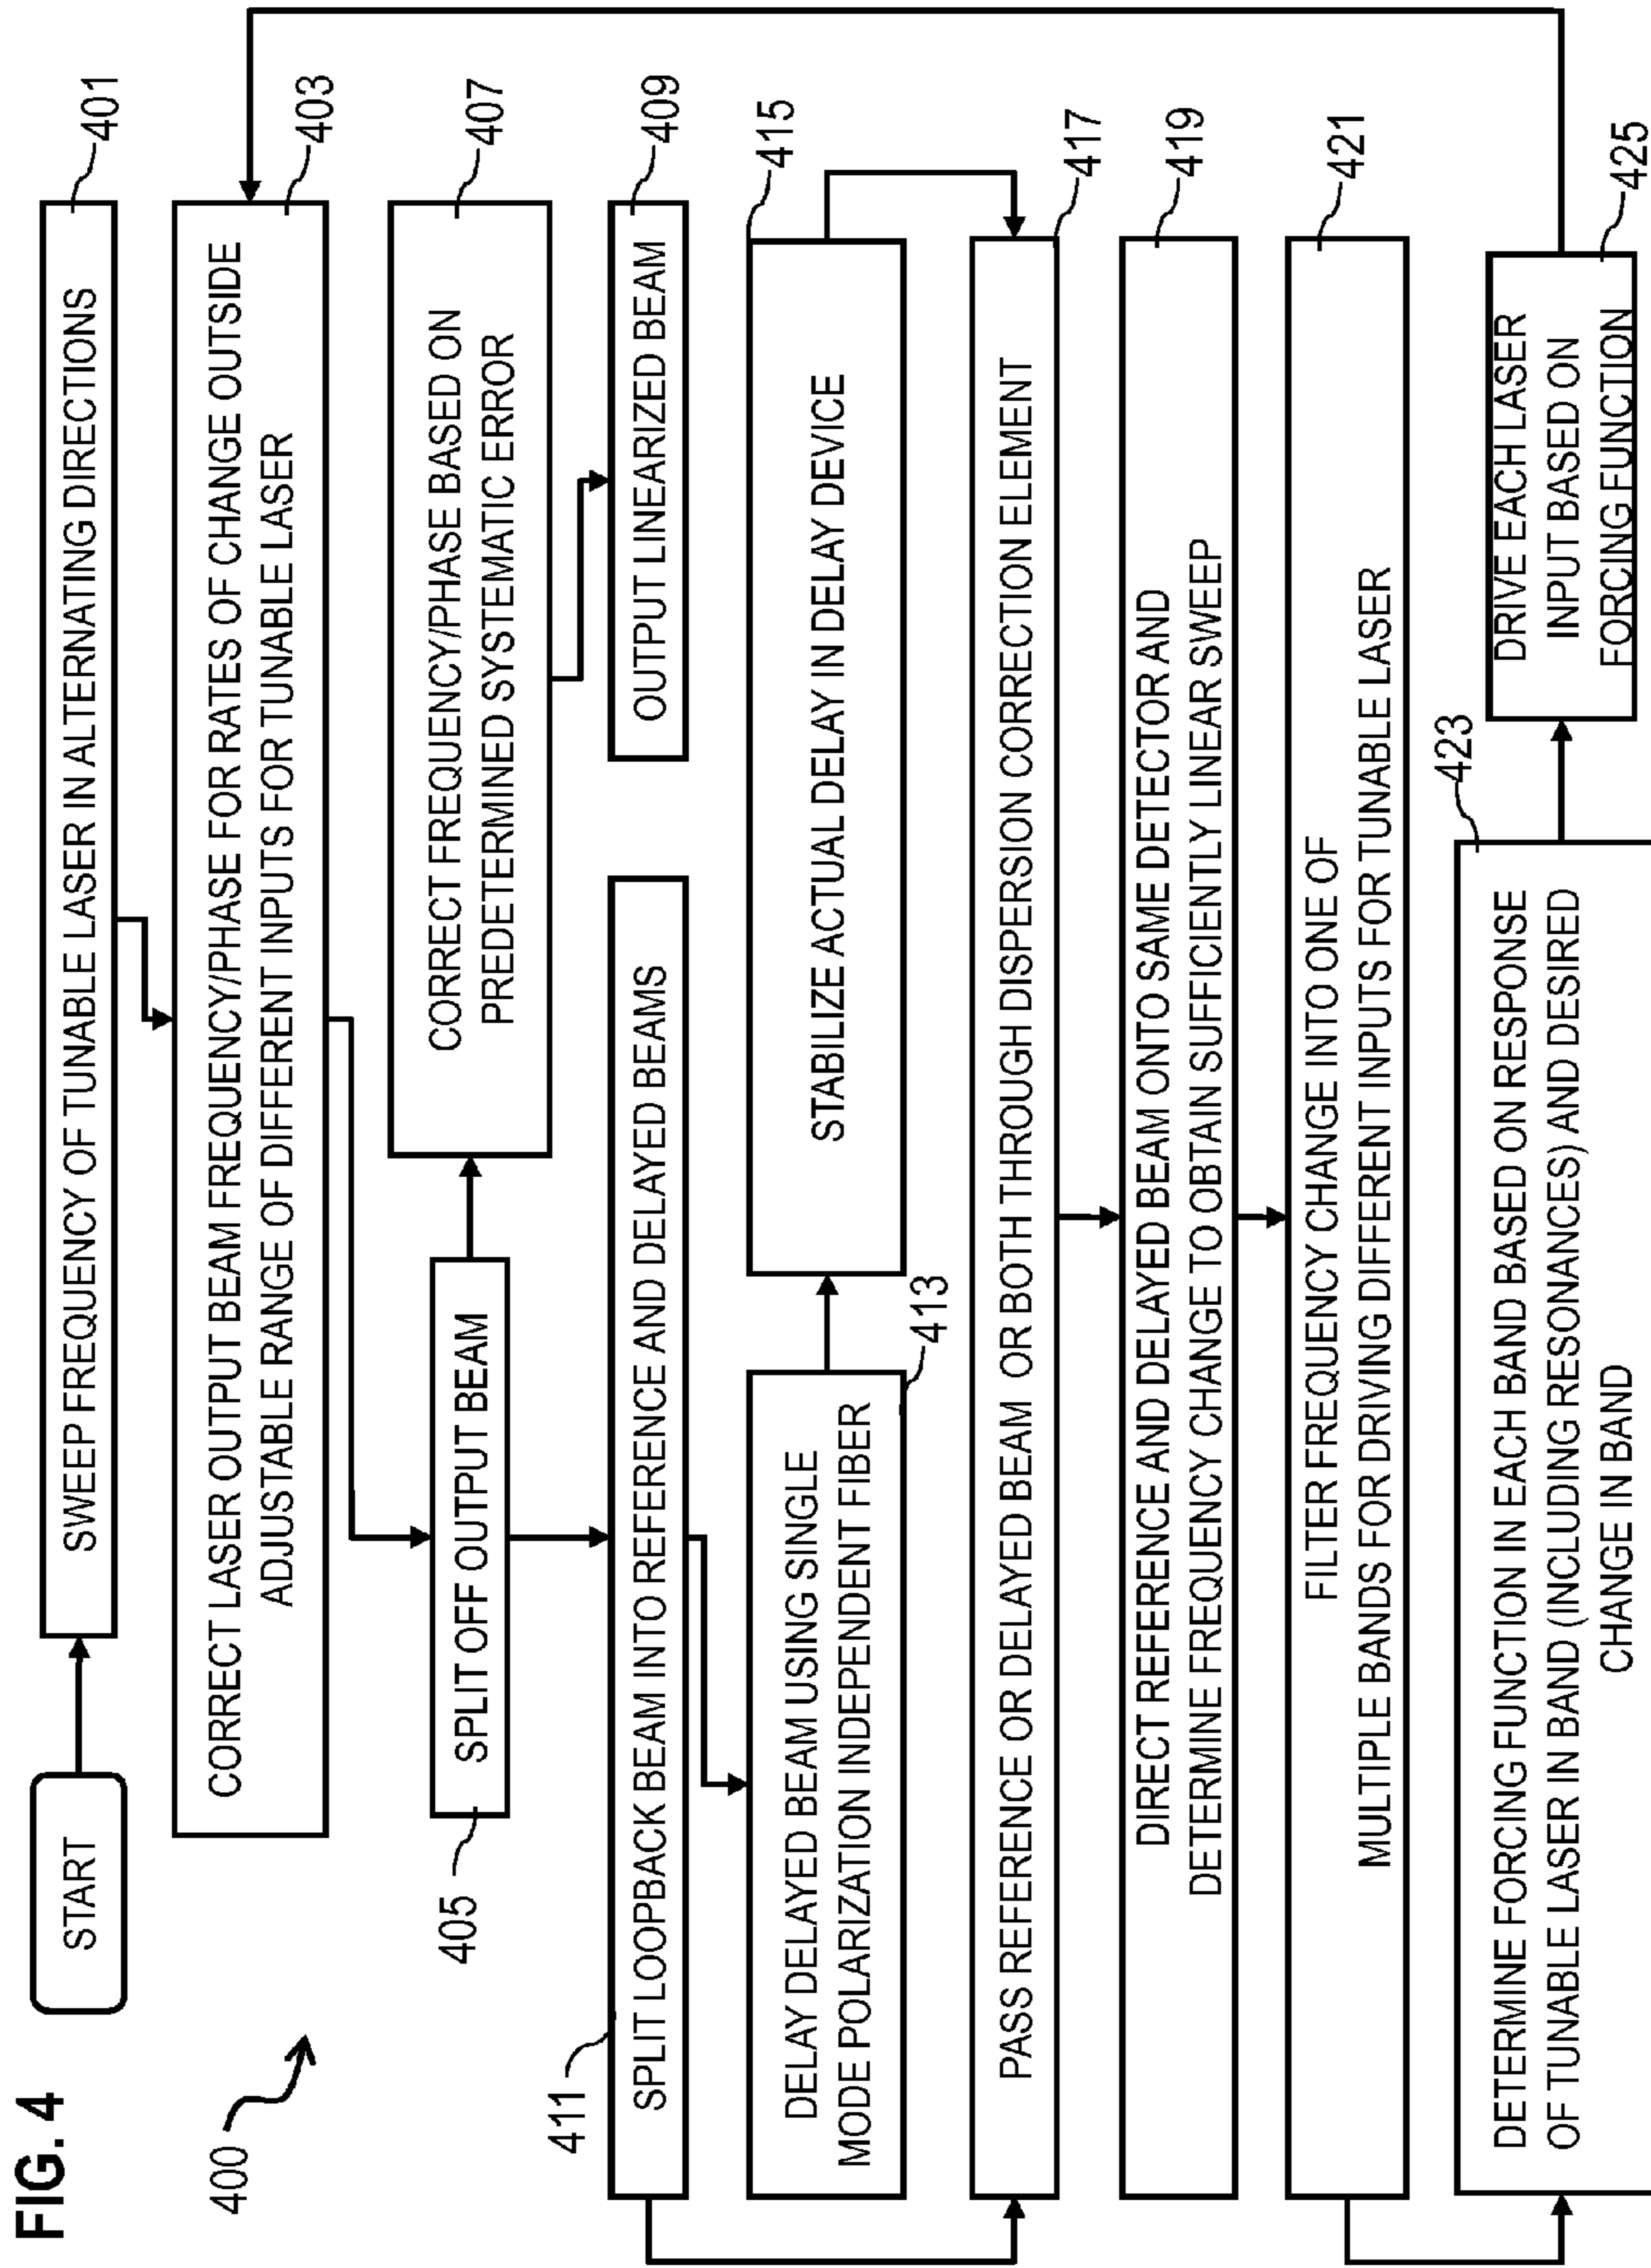 FIG. 4
400
START
SWEEP FREQUENCY OF TUNABLE LASER IN ALTERNATING DIRECTIONS
401
CORRECT LASER OUTPUT BEAM FREQUENCY/PHASE FOR RATES OF CHANGE OUTSIDE
ADJUSTABLE RANGE OF DIFFERENT INPUTS FOR TUNABLE LASER
403
405
SPLIT OFF OUTPUT BEAM
CORRECT FREQUENCY/PHASE BASED ON
PREDETERMINED SYSTEMATIC ERROR
407
OUTPUT LINEARIZED BEAM
409
411
SPLIT LOOPBACK BEAM INTO REFERENCE AND DELAYED BEAMS
DELAY DELAYED BEAM USING SINGLE
MODE POLARIZATION INDEPENDENT FIBER
413
STABILIZE ACTUAL DELAY IN DELAY DEVICE
415
PASS REFERENCE OR DELAYED BEAM OR BOTH THROUGH DISPERSION CORRECTION ELEMENT
417
DIRECT REFERENCE AND DELAYED BEAM ONTO SAME DETECTOR AND
DETERMINE FREQUENCY CHANGE TO OBTAIN SUFFICIENTLY LINEAR SWEEP
419
FILTER FREQUENCY CHANGE INTO ONE OF
MULTIPLE BANDS FOR DRIVING DIFFERENT INPUTS FOR TUNABLE LASER
421
DETERMINE FORCING FUNCTION IN EACH BAND BASED ON RESPONSE
OF TUNABLE LASER IN BAND (INCLUDING RESONANCES) AND DESIRED
CHANGE IN BAND
423
DRIVE EACH LASER
INPUT BASED ON
FORCING FUNCTION
425